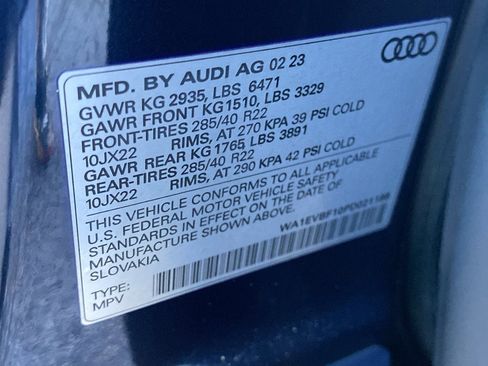 MFD. BY AUDI AG 02 23
GVWR KG 2935, LBS 6471
GAWR FRONT KG1510, LBS 3329
FRONT-TIRES 285/40 R22
10JX22 RIMS, AT 270 KPA 39 PSI COLD
GAWR REAR KG 1765, LBS 3891
REAR-TIRES 285/40 R22
10JX22 RIMS, AT 290 KPA 42 PSI COLD
THIS VEHICLE CONFORMS TO ALL APPLICABLE
U.S. FEDERAL MOTOR VEHICLE SAFETY
STANDARDS IN EFFECT ON THE DATE OF
MANUFACTURE SHOWN ABOVE.
SLOVAKIA
TYPE:
MPV